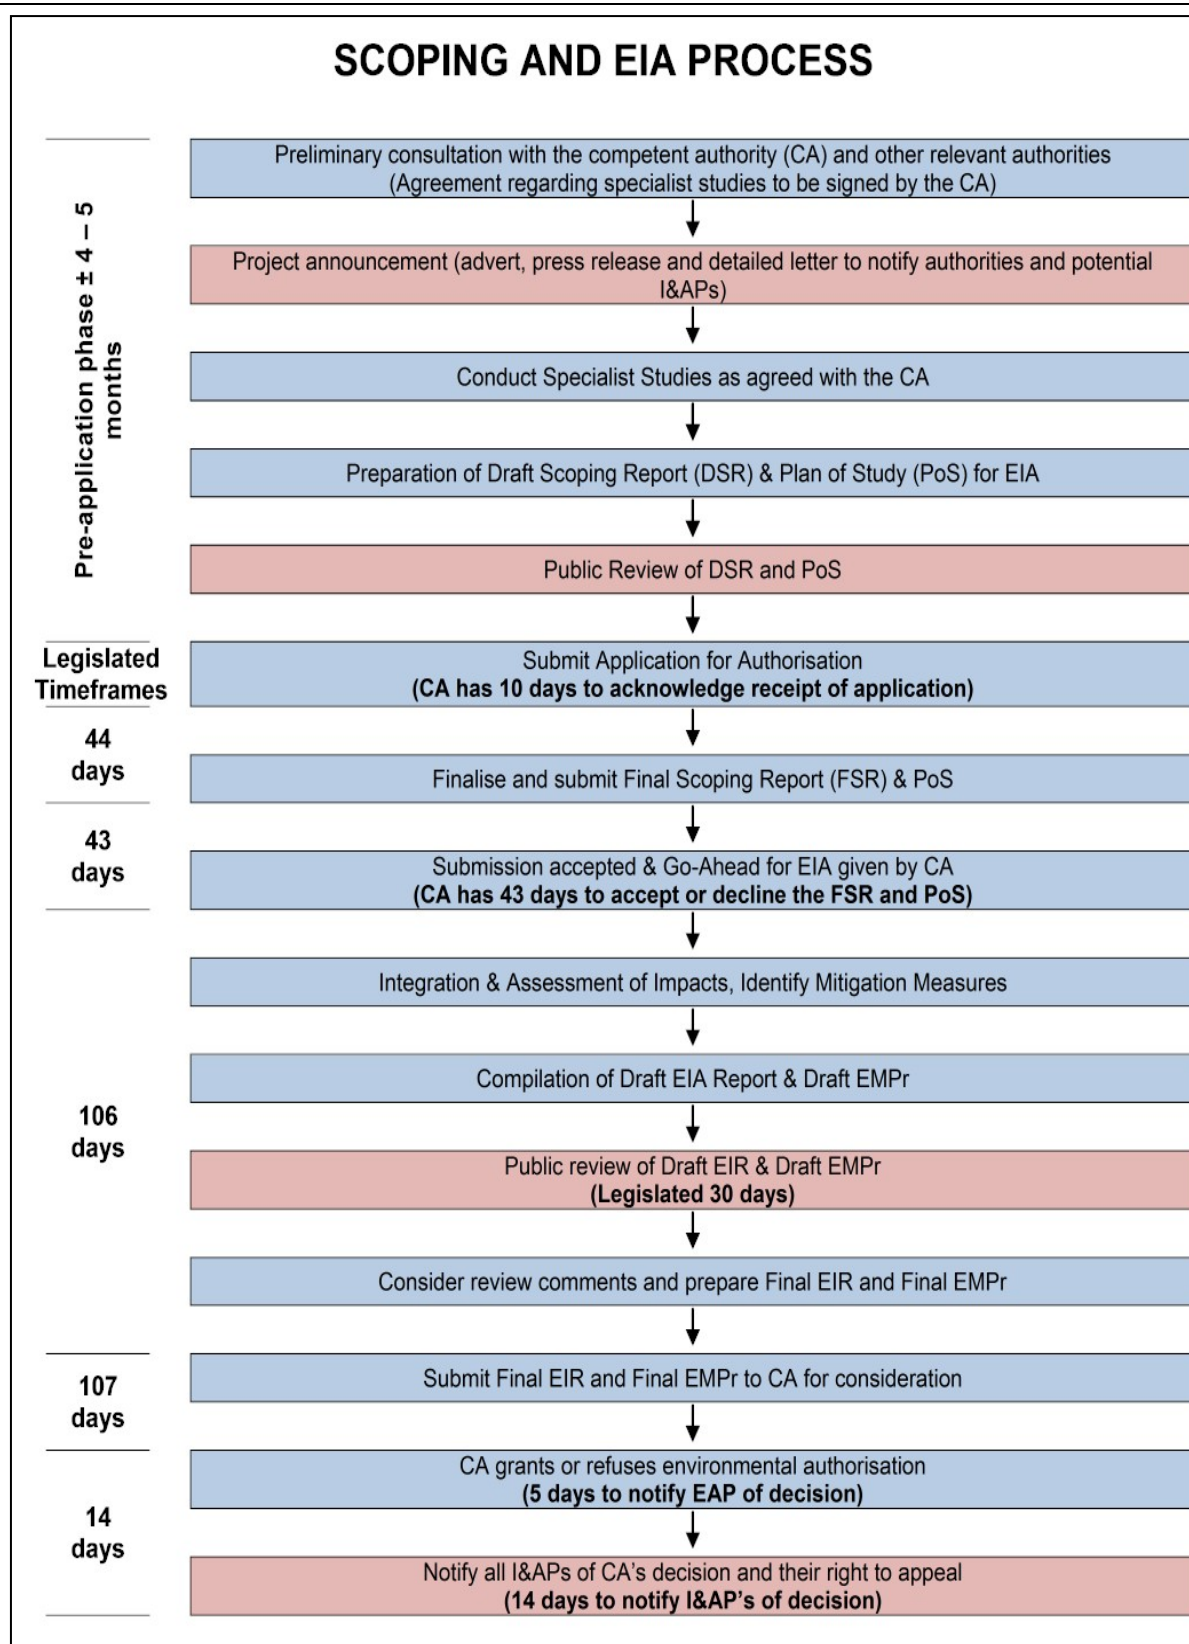 SCOPING AND EIA PROCESS
Pre-application phase ± 4 – 5
months
Preliminary consultation with the competent authority (CA) and other relevant authorities
(Agreement regarding specialist studies to be signed by the CA)
Project announcement (advert, press release and detailed letter to notify authorities and potential
I&APs)
Conduct Specialist Studies as agreed with the CA
Preparation of Draft Scoping Report (DSR) & Plan of Study (PoS) for EIA
Public Review of DSR and PoS
Legislated
Timeframes
Submit Application for Authorisation
(CA has 10 days to acknowledge receipt of application)
44
days
Finalise and submit Final Scoping Report (FSR) & PoS
43
days
Submission accepted & Go-Ahead for EIA given by CA
(CA has 43 days to accept or decline the FSR and PoS)
106
days
Integration & Assessment of Impacts, Identify Mitigation Measures
Compilation of Draft EIA Report & Draft EMPr
Public review of Draft EIR & Draft EMPr
(Legislated 30 days)
Consider review comments and prepare Final EIR and Final EMPr
107
days
Submit Final EIR and Final EMPr to CA for consideration
14
days
CA grants or refuses environmental authorisation
(5 days to notify EAP of decision)
Notify all I&APs of CA's decision and their right to appeal
(14 days to notify I&AP's of decision)